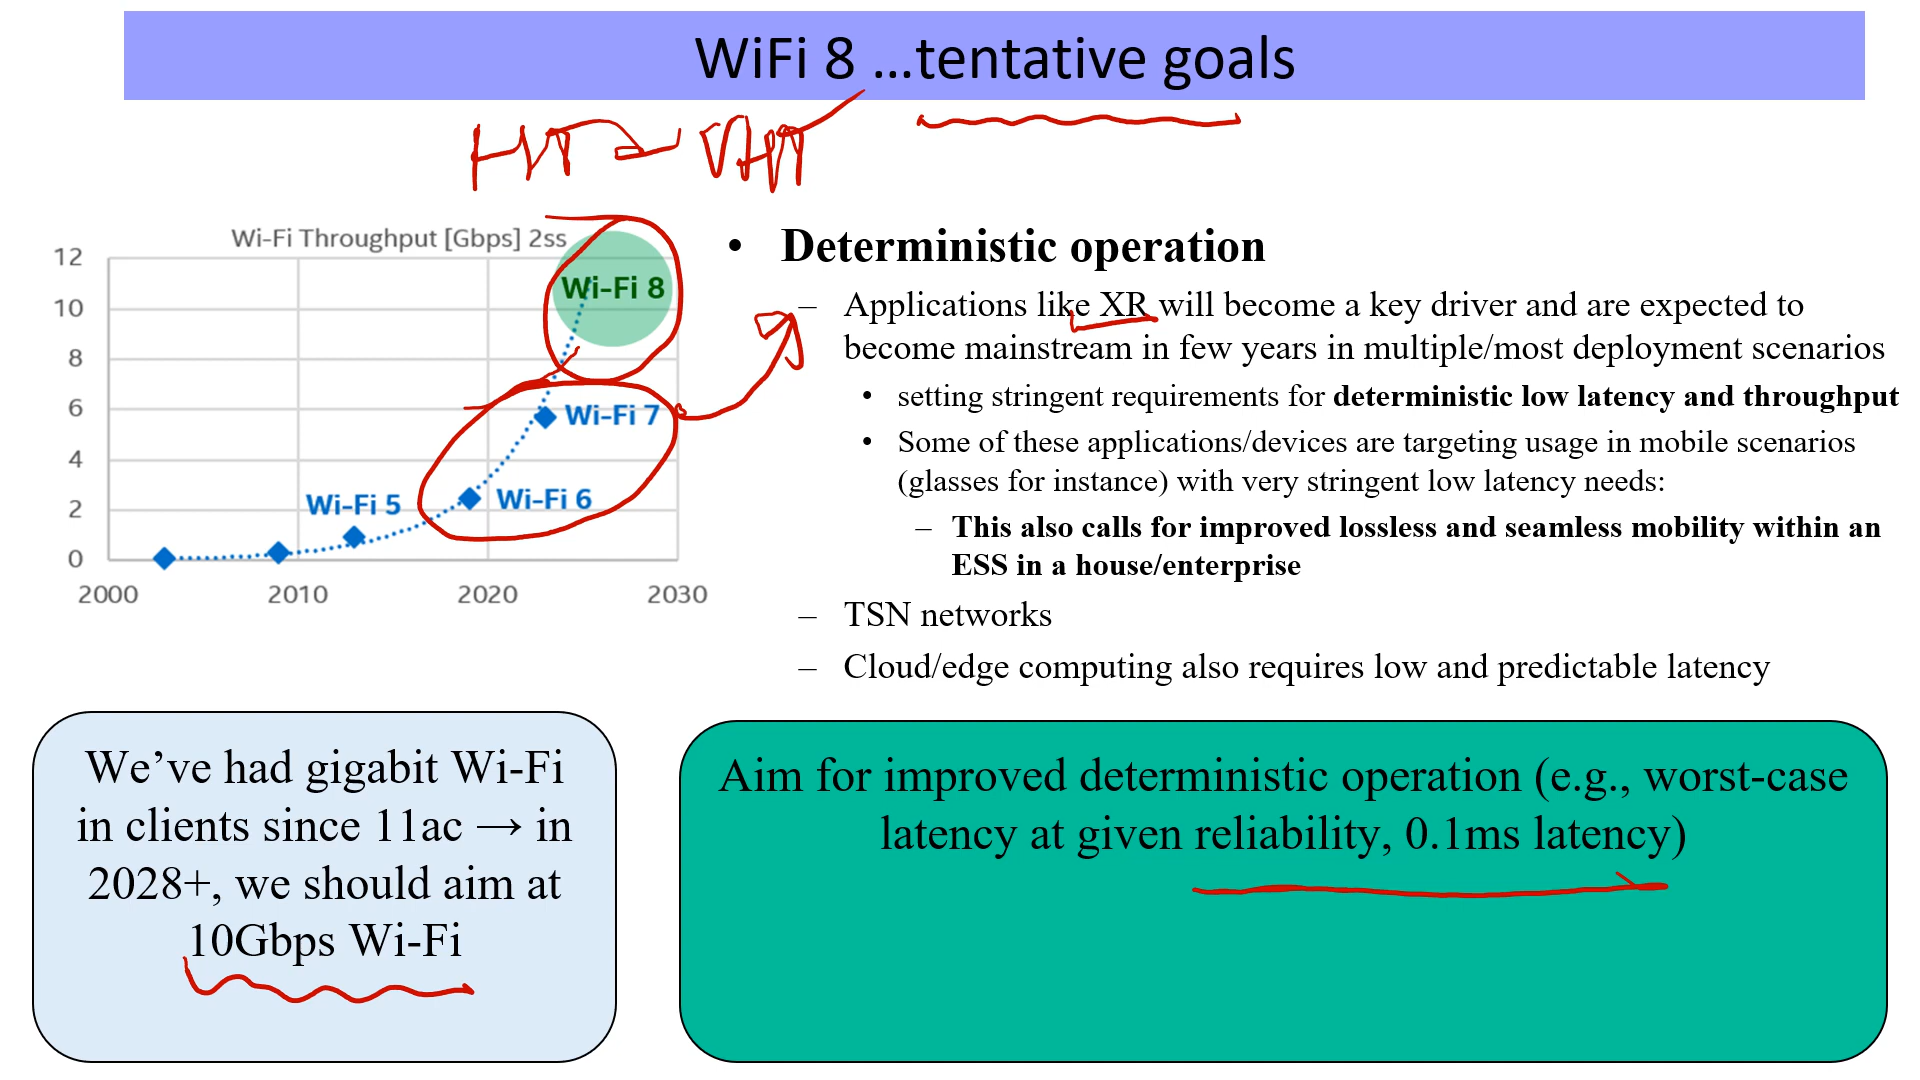 WiFi 8 ...tentative goals
HT VHT
Wi-Fi Throughput [Gbps] 2ss
12
10
8
6
4
2
0
2000 2010 2020 2030
Wi-Fi 8
Wi-Fi 7
Wi-Fi 6
Wi-Fi 5
• Deterministic operation
– Applications like XR will become a key driver and are expected to
become mainstream in few years in multiple/most deployment scenarios
• setting stringent requirements for deterministic low latency and throughput
• Some of these applications/devices are targeting usage in mobile scenarios
(glasses for instance) with very stringent low latency needs:
– This also calls for improved lossless and seamless mobility within an
ESS in a house/enterprise
– TSN networks
– Cloud/edge computing also requires low and predictable latency
We’ve had gigabit Wi-Fi
in clients since 11ac → in
2028+, we should aim at
10Gbps Wi-Fi
Aim for improved deterministic operation (e.g., worst-case
latency at given reliability, 0.1ms latency)